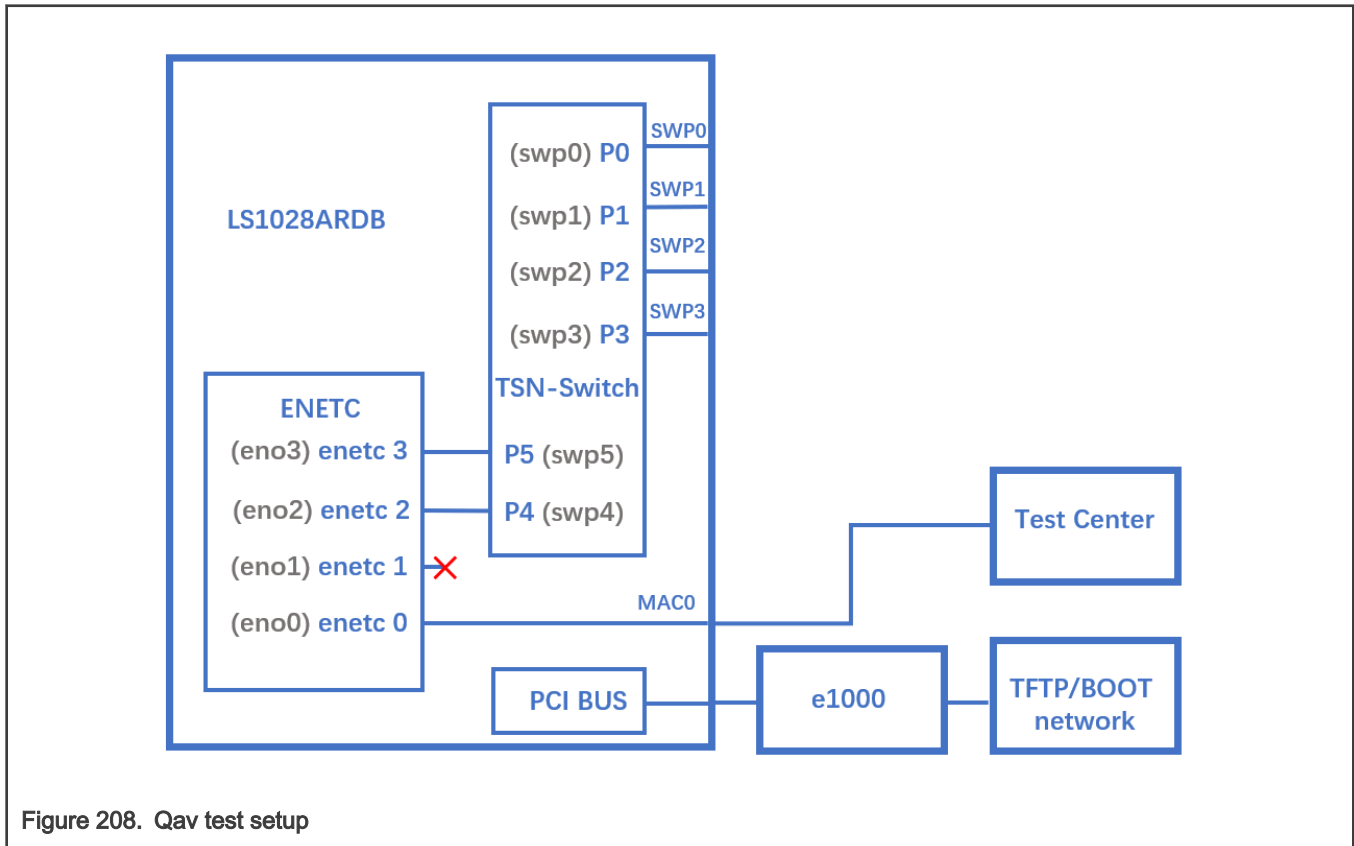 SWP0
(swp0) P0
SWP1
LS1028ARDB
(swp1) P1
SWP2
(swp2) P2
SWP3
(swp3) P3
TSN-Switch
ENETC
(eno3) enetc 3
P5 (swp5)
(eno2) enetc 2
P4 (swp4)
Test Center
(eno1) enetc 1
MAC0
(eno0) enetc 0
PCI BUS
e1000
TFTP/BOOT
network
Figure 208. Qav test setup